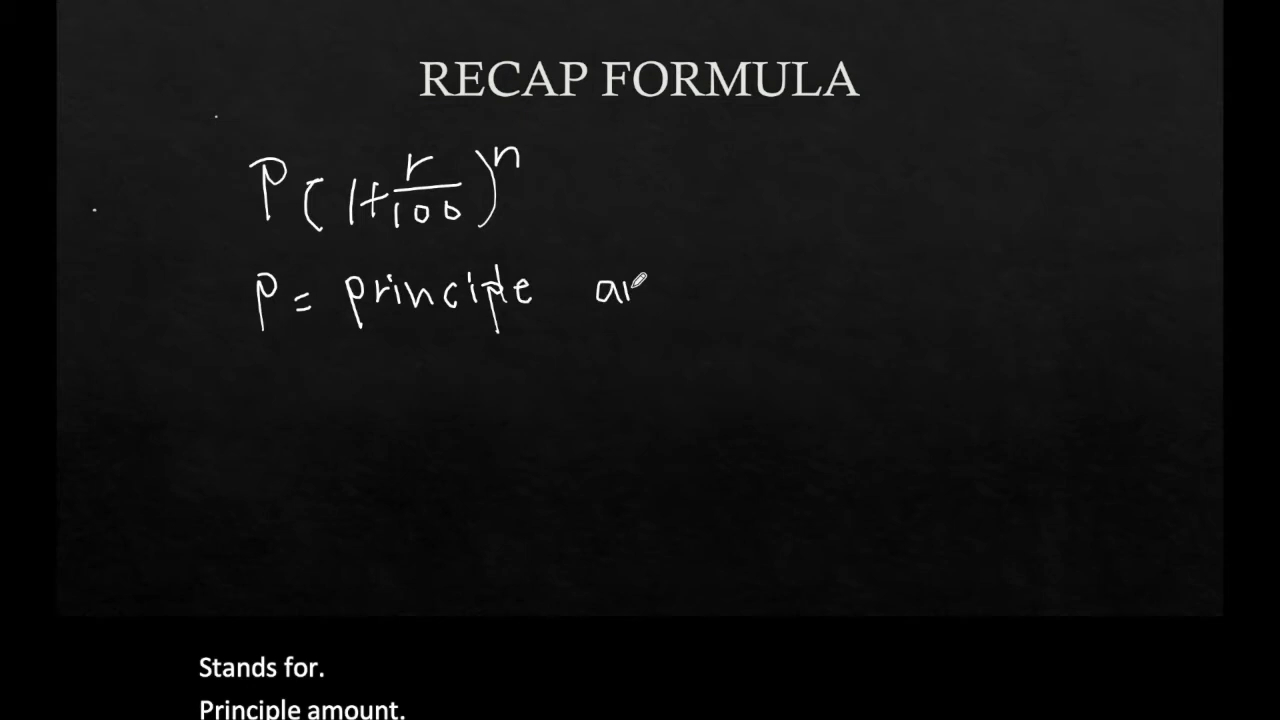 RECAP FORMULA
P(1+r/100)^n
P = principle
Stands for.
Principle amount.